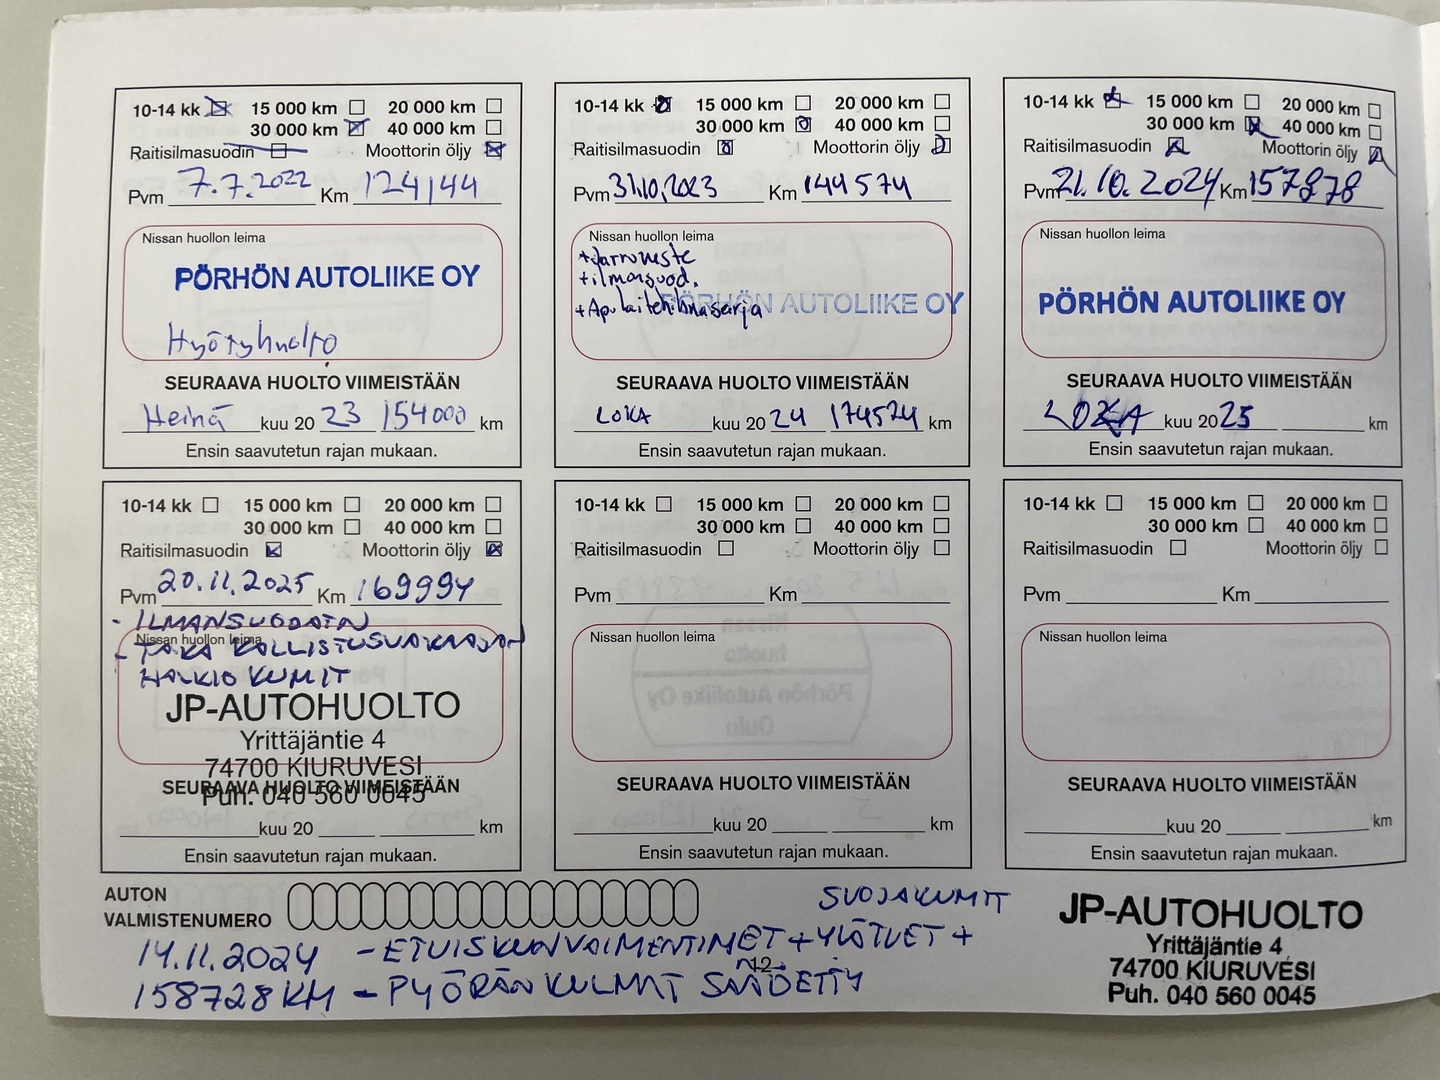 10-14 kk 15 000 km 20 000 km
30 000 km 40 000 km
Raitisilmasuodin Moottorin öljy
Pvm 7.7.2022 Km 124144
Nissan huollon leima
PÖRHÖN AUTOLIIKE OY
Hyötyhuolto
SEURAAVA HUOLTO VIIMEISTÄÄN
Heinä kuu 20 23 154000 km
Ensin saavutetun rajan mukaan.
10-14 kk 15 000 km 20 000 km
30 000 km 40 000 km
Raitisilmasuodin Moottorin öljy
Pvm 31.10.2023 Km 144574
Nissan huollon leima
+Jarruneste
+ilmasuod.
+Apulaitehihnasarja
PÖRHÖN AUTOLIIKE OY
SEURAAVA HUOLTO VIIMEISTÄÄN
LOKA kuu 20 24 174574 km
Ensin saavutetun rajan mukaan.
10-14 kk 15 000 km 20 000 km
30 000 km 40 000 km
Raitisilmasuodin Moottorin öljy
Pvm 21.10.2024 Km 157878
Nissan huollon leima
PÖRHÖN AUTOLIIKE OY
SEURAAVA HUOLTO VIIMEISTÄÄN
LOKA kuu 20 25 km
Ensin saavutetun rajan mukaan.
10-14 kk 15 000 km 20 000 km
30 000 km 40 000 km
Raitisilmasuodin Moottorin öljy
Pvm 20.11.2025 Km 169994
- ILMANSUODATIN
Nissan huollon leima
- TAKA KALLISTUSVAKAAJAN
HALKIO KUMIT
JP-AUTOHUOLTO
Yrittäjäntie 4
74700 KIURUVESI
SEURAAVA HUOLTO VIIMEISTÄÄN
Puh. 040 560 0045
kuu 20 km
Ensin saavutetun rajan mukaan.
10-14 kk 15 000 km 20 000 km
30 000 km 40 000 km
Raitisilmasuodin Moottorin öljy
Pvm Km
Nissan huollon leima
SEURAAVA HUOLTO VIIMEISTÄÄN
kuu 20 km
Ensin saavutetun rajan mukaan.
10-14 kk 15 000 km 20 000 km
30 000 km 40 000 km
Raitisilmasuodin Moottorin öljy
Pvm Km
Nissan huollon leima
SEURAAVA HUOLTO VIIMEISTÄÄN
kuu 20 km
Ensin saavutetun rajan mukaan.
AUTON
VALMISTENUMERO
SUOJAKUMIT
14.11.2024 - ETUISKUNVAIMENTIMET + YLÄTUET +
12
158728 KM - PYÖRÄNKULMAT SÄÄDETTY
JP-AUTOHUOLTO
Yrittäjäntie 4
74700 KIURUVESI
Puh. 040 560 0045